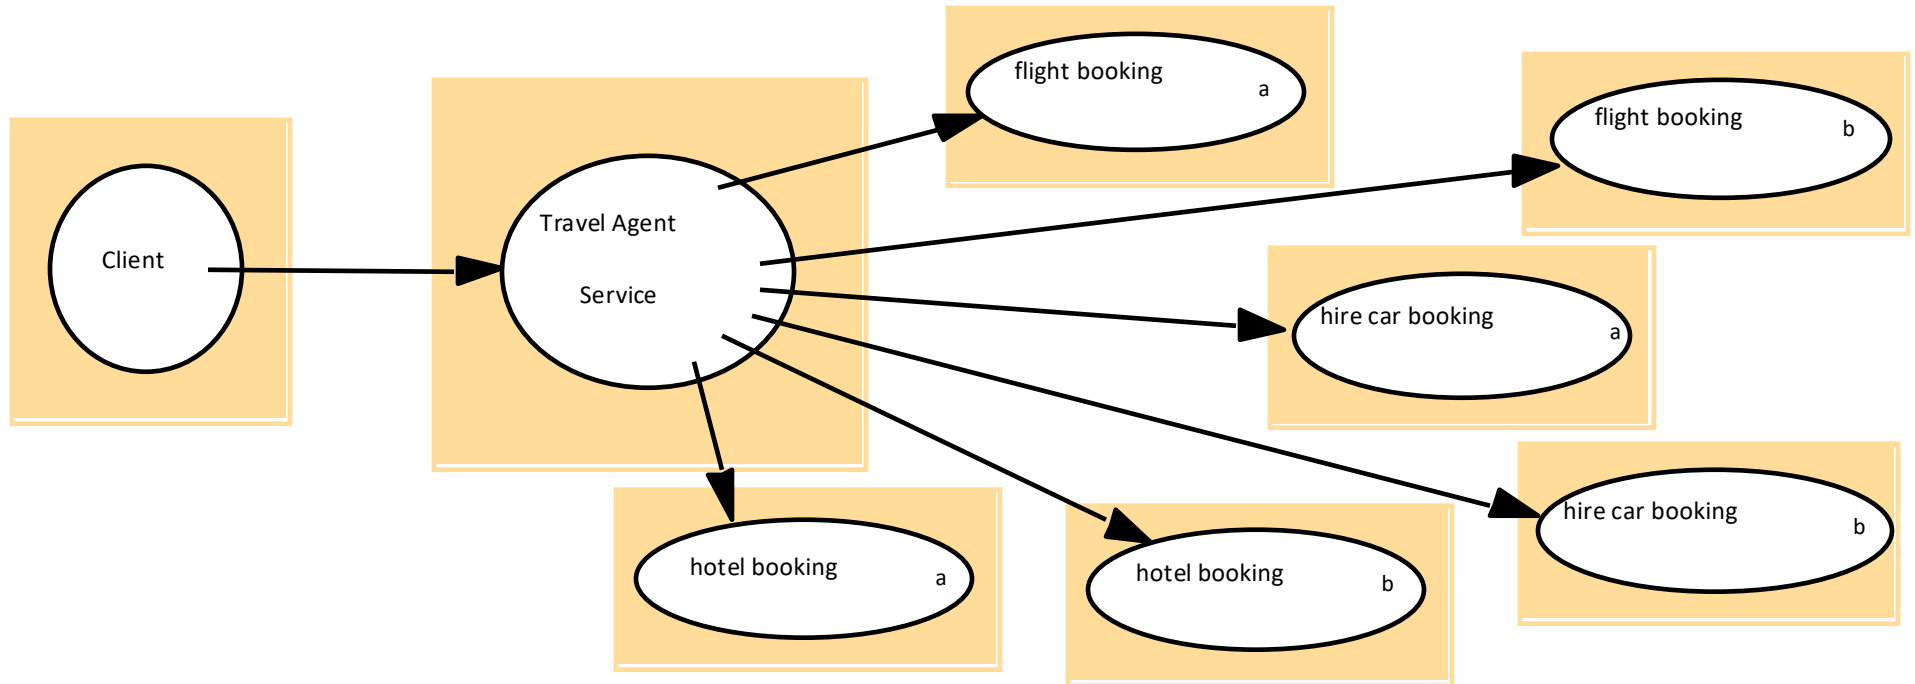 Client
Travel Agent
Service
flight booking
a
flight booking
b
hire car booking
a
hire car booking
b
hotel booking
a
hotel booking
b